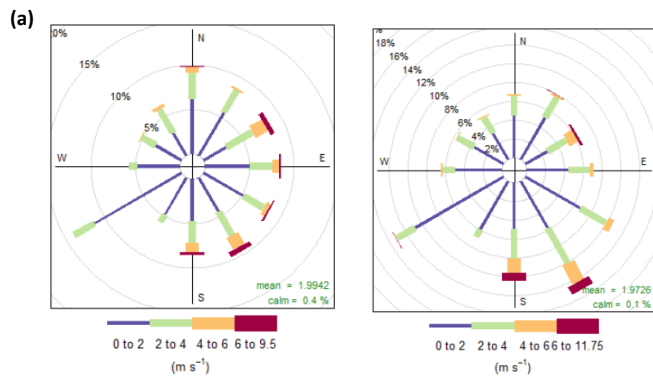 (a)
20%
15%
10%
5%
N
W
E
S
mean = 1.9942
calm = 0.4 %
0 to 2
2 to 4
4 to 6
6 to 9.5
(m s⁻¹)
18%
16%
14%
12%
10%
8%
6%
4%
2%
N
W
E
S
mean = 1.9726
calm = 0.1 %
0 to 2
2 to 4
4 to 6
6 to 11.75
(m s⁻¹)